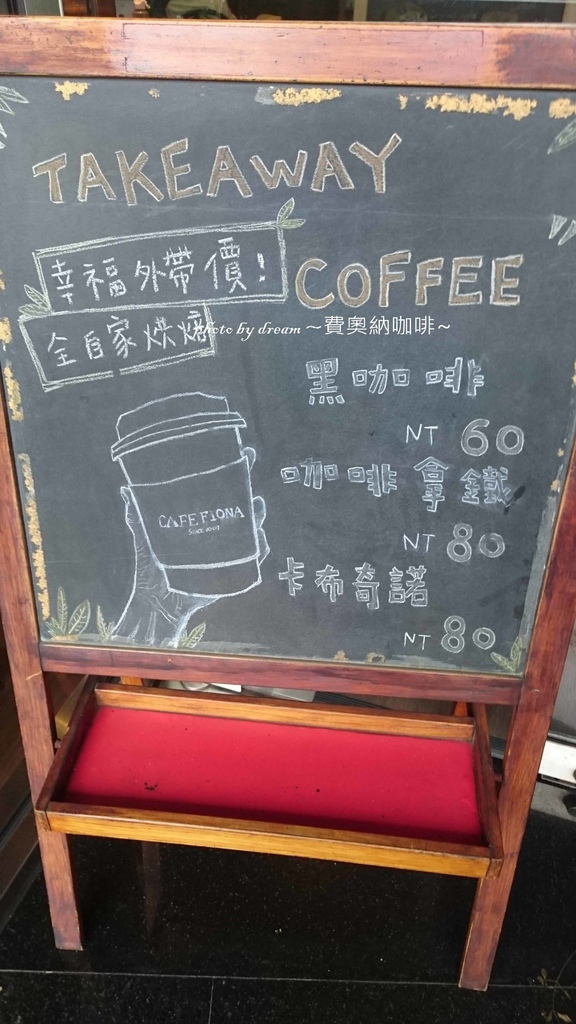 TAKEAWAY
幸福外帶價!
COFFEE
全自家烘焙
photo by dream ～費奧納咖啡~
黑咖啡
NT 60
咖啡拿鐵
NT 80
卡布奇諾
NT 80
CAFE FIONA
SINCE 2007